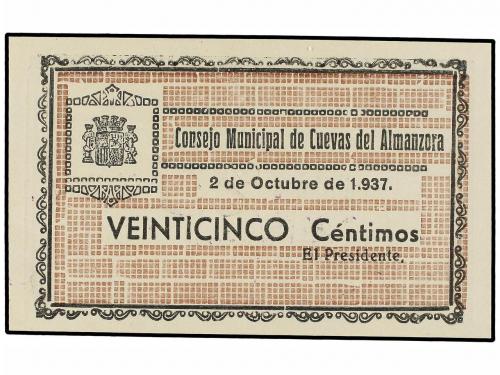 Consejo Municipal de Cuevas del Almanzora
2 de Octubre de 1.937.
VEINTICINCO Céntimos
El Presidente,